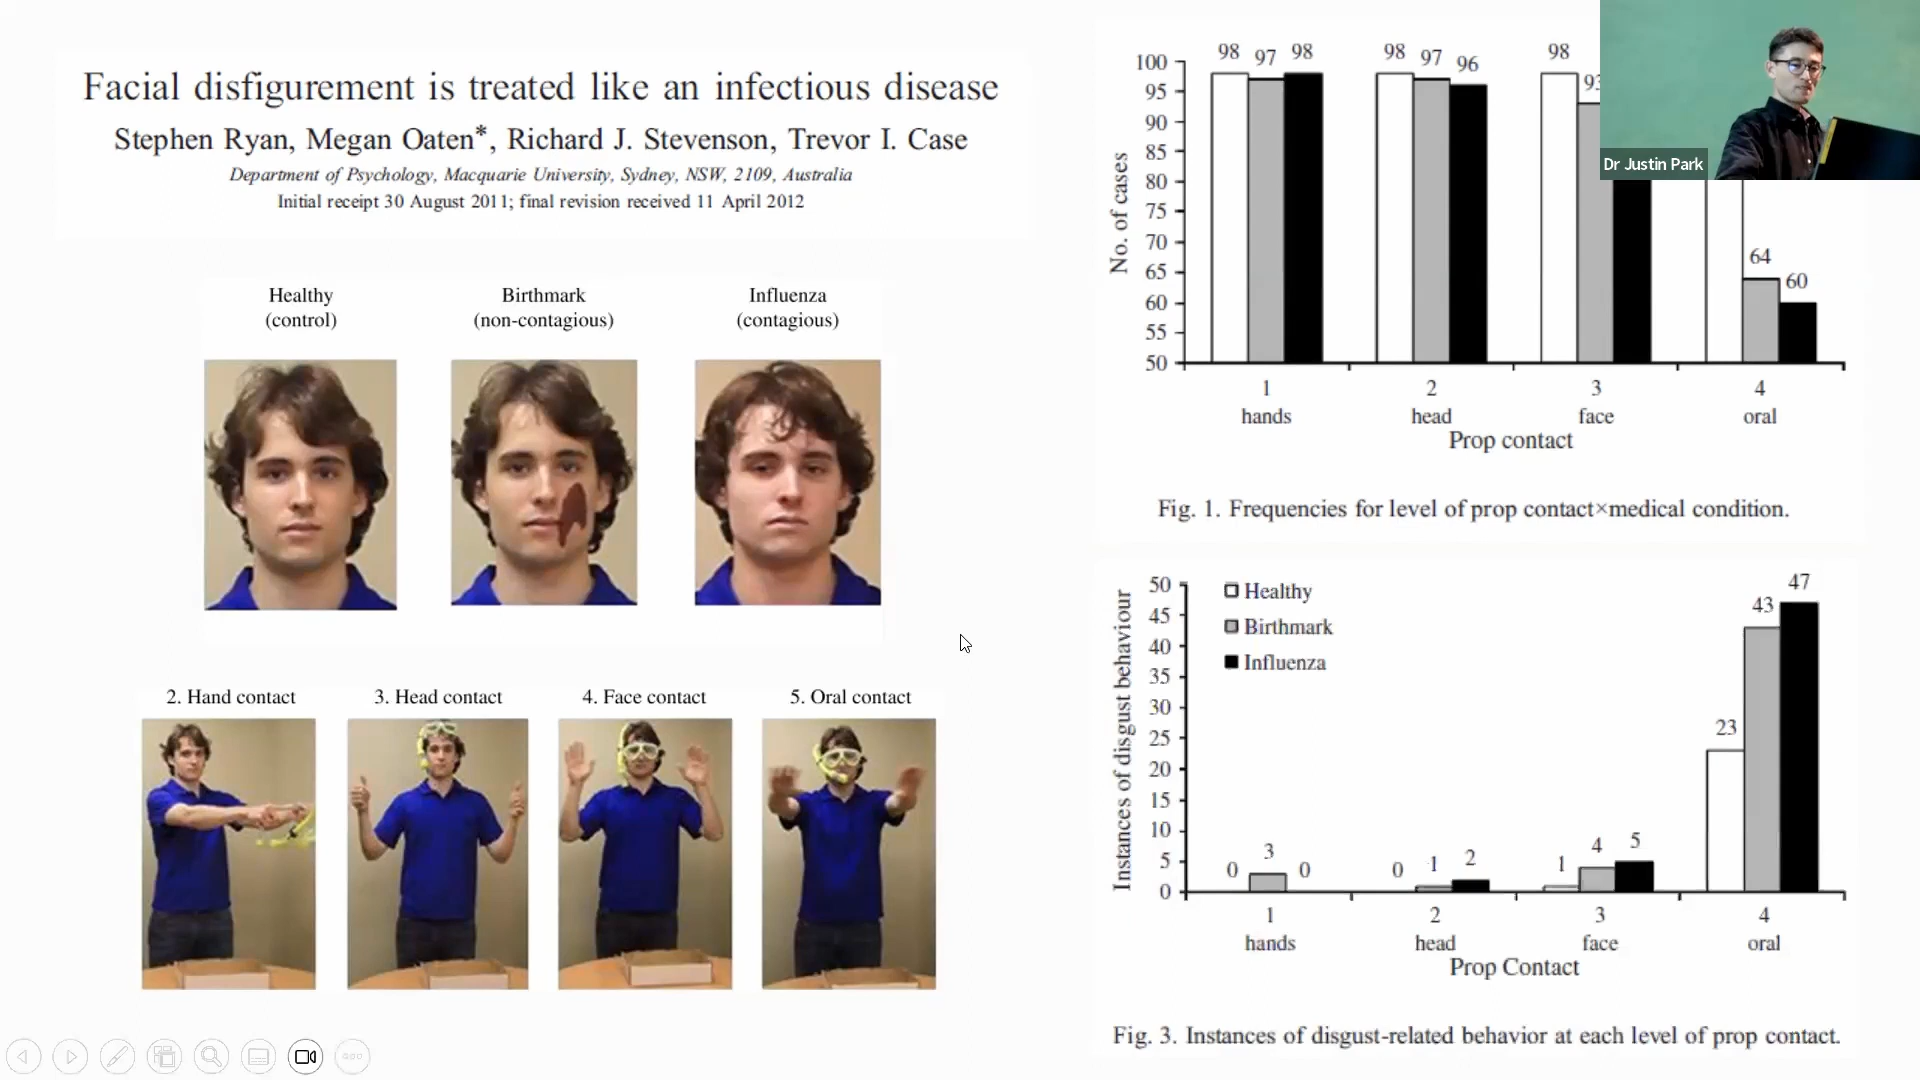 Facial disfigurement is treated like an infectious disease
Stephen Ryan, Megan Oaten*, Richard J. Stevenson, Trevor I. Case
Department of Psychology, Macquarie University, Sydney, NSW, 2109, Australia
Initial receipt 30 August 2011; final revision received 11 April 2012
Healthy
(control)
Birthmark
(non-contagious)
Influenza
(contagious)
2. Hand contact
3. Head contact
4. Face contact
5. Oral contact
No. of cases
100
95
90
85
80
75
70
65
60
55
50
98 97 98
98 97 96
98 93
64 60
1 2 3 4
hands head face oral
Prop contact
Fig. 1. Frequencies for level of prop contact×medical condition.
Dr Justin Park
Instances of disgust behaviour
50
45
40
35
30
25
20
15
10
5
0
Healthy
Birthmark
Influenza
0 3 0
0 1 2
1 4 5
23 43 47
1 2 3 4
hands head face oral
Prop Contact
Fig. 3. Instances of disgust-related behavior at each level of prop contact.